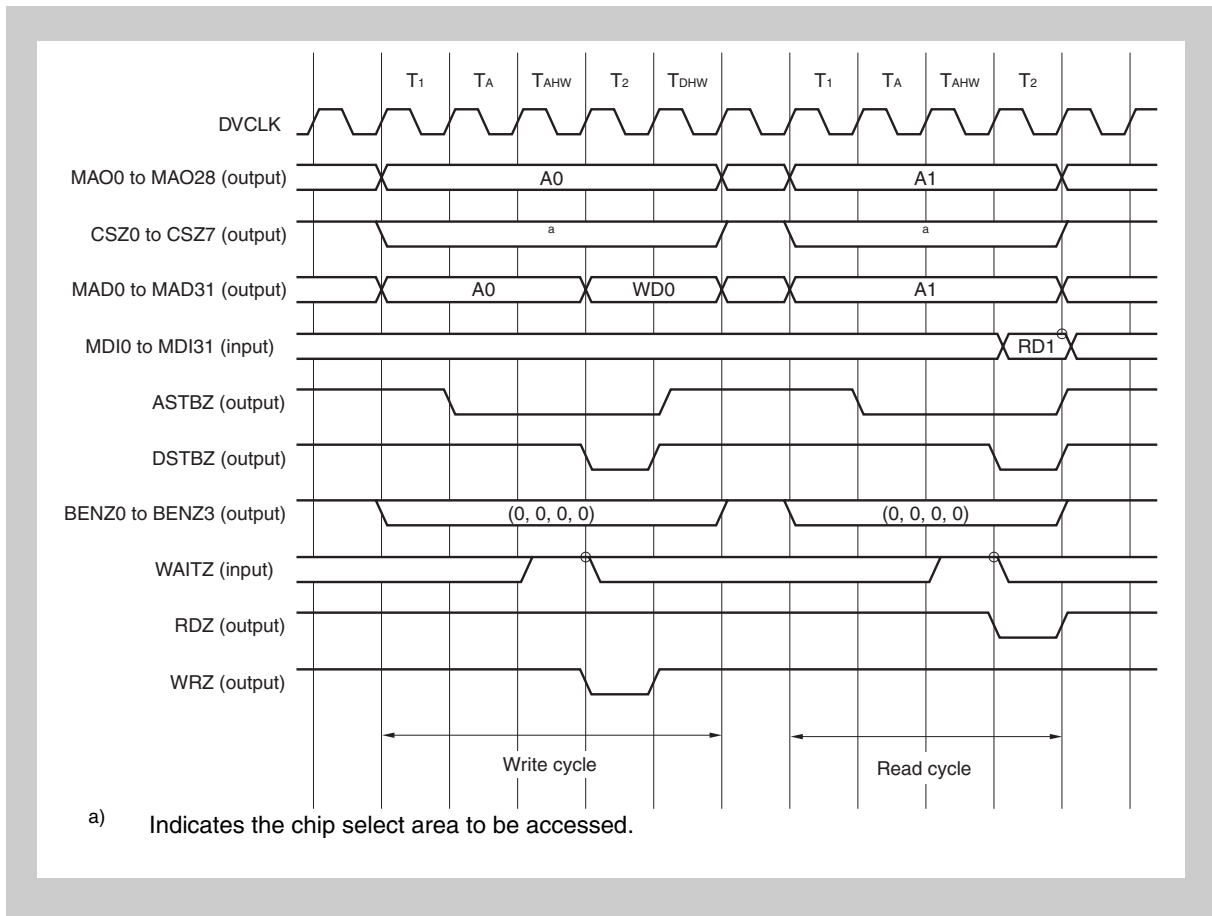 T1 TA TAHW T2 TDHW T1 TA TAHW T2
DVCLK
MAO0 to MAO28 (output) A0 A1
CSZ0 to CSZ7 (output) a a
MAD0 to MAD31 (output) A0 WD0 A1
MDI0 to MDI31 (input) RD1
ASTBZ (output)
DSTBZ (output)
BENZ0 to BENZ3 (output) (0, 0, 0, 0) (0, 0, 0, 0)
WAITZ (input)
RDZ (output)
WRZ (output)
Write cycle Read cycle
a) Indicates the chip select area to be accessed.